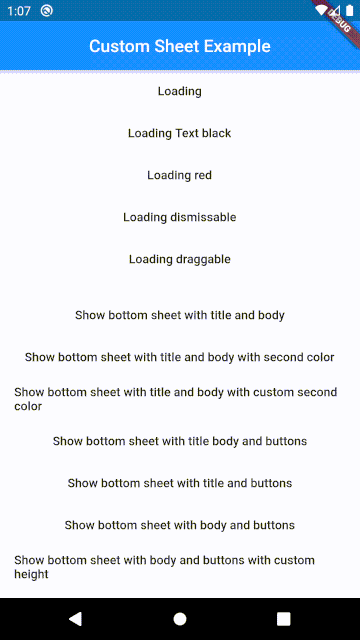 1:07
DEBUG
Custom Sheet Example
Loading
Loading Text black
Loading red
Loading dismissable
Loading draggable
Show bottom sheet with title and body
Show bottom sheet with title and body with second color
Show bottom sheet with title and body with custom second
color
Show bottom sheet with title body and buttons
Show bottom sheet with title and buttons
Show bottom sheet with body and buttons
Show bottom sheet with body and buttons with custom
height